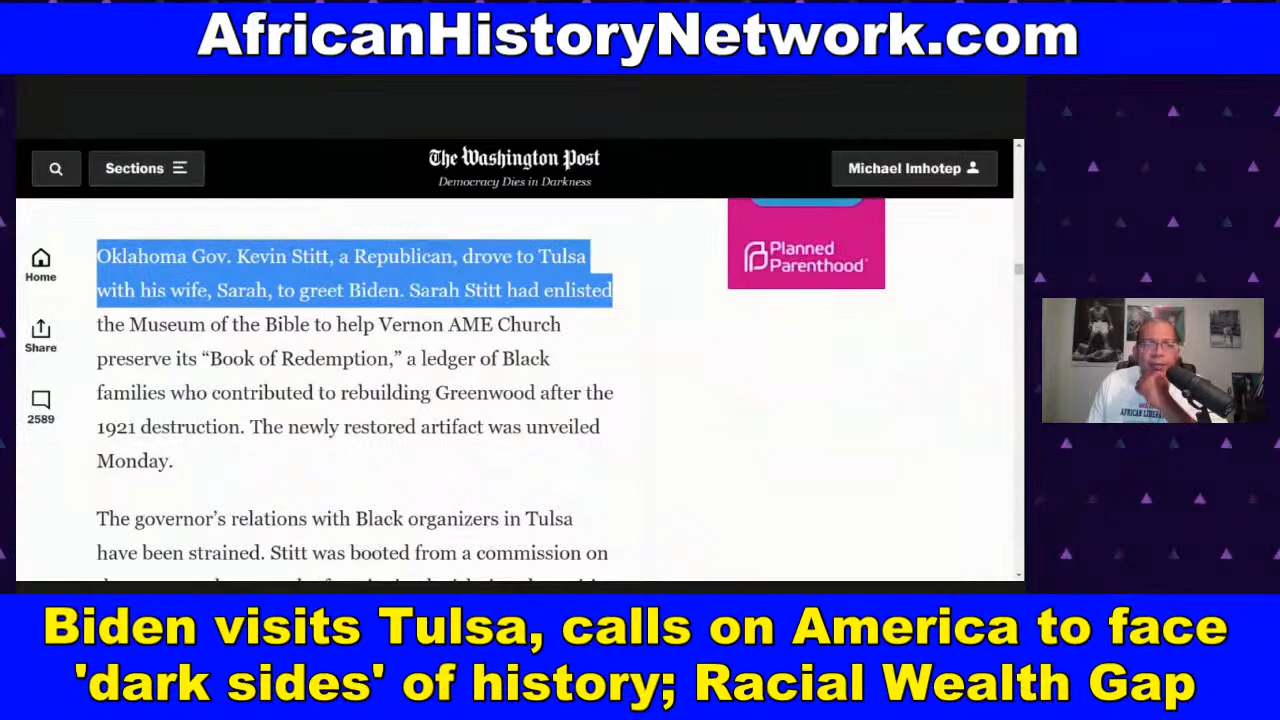 AfricanHistoryNetwork.com
Sections
The Washington Post
Democracy Dies in Darkness
Michael Imhotep
Home
Share
2589
Oklahoma Gov. Kevin Stitt, a Republican, drove to Tulsa
with his wife, Sarah, to greet Biden. Sarah Stitt had enlisted
the Museum of the Bible to help Vernon AME Church
preserve its “Book of Redemption,” a ledger of Black
families who contributed to rebuilding Greenwood after the
1921 destruction. The newly restored artifact was unveiled
Monday.
The governor’s relations with Black organizers in Tulsa
have been strained. Stitt was booted from a commission on
Planned
Parenthood
AFRICAN
Biden visits Tulsa, calls on America to face
'dark sides' of history; Racial Wealth Gap